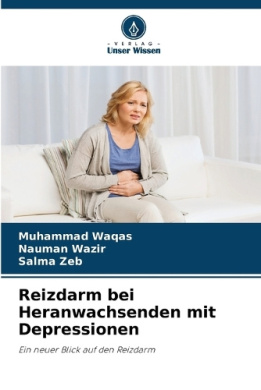 VERLAG
Unser Wissen
Muhammad Waqas
Nauman Wazir
Salma Zeb
Reizdarm bei
Heranwachsenden mit
Depressionen
Ein neuer Blick auf den Reizdarm